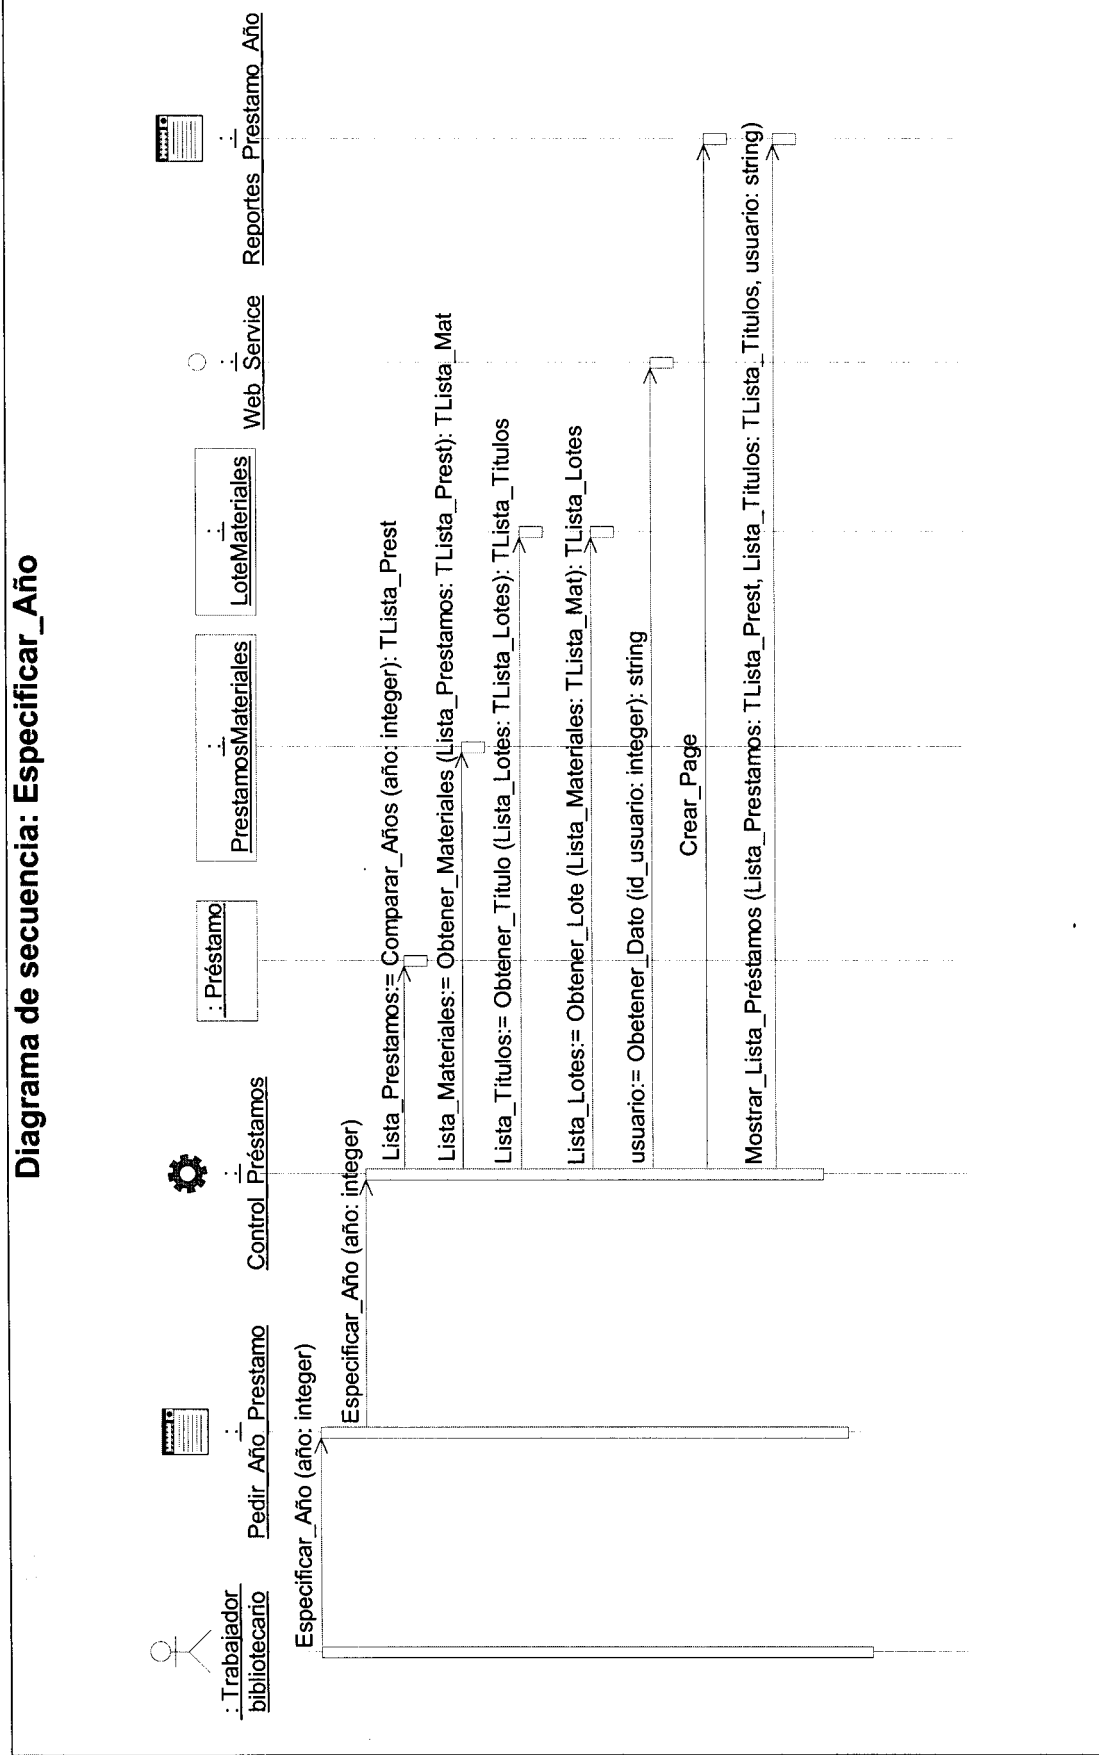 Diagrama de secuencia: Especificar_Año
: Trabajador
bibliotecario
:
Pedir_Año_Prestamo
:
Control_Préstamos
: Préstamo
:
PrestamosMateriales
:
LoteMateriales
:
Web_Service
:
Reportes_Prestamo_Año
Especificar_Año (año: integer)
Especificar_Año (año: integer)
Lista_Prestamos:= Comparar_Años (año: integer): TLista_Prest
Lista_Materiales:= Obtener_Materiales (Lista_Prestamos: TLista_Prest): TLista_Mat
Lista_Titulos:= Obtener_Titulo (Lista_Lotes: TLista_Lotes): TLista_Titulos
Lista_Lotes:= Obtener_Lote (Lista_Materiales: TLista_Mat): TLista_Lotes
usuario:= Obetener_Dato (id_usuario: integer): string
Crear_Page
Mostrar_Lista_Préstamos (Lista_Prestamos: TLista_Prest, Lista_Titulos: TLista_Titulos, usuario: string)